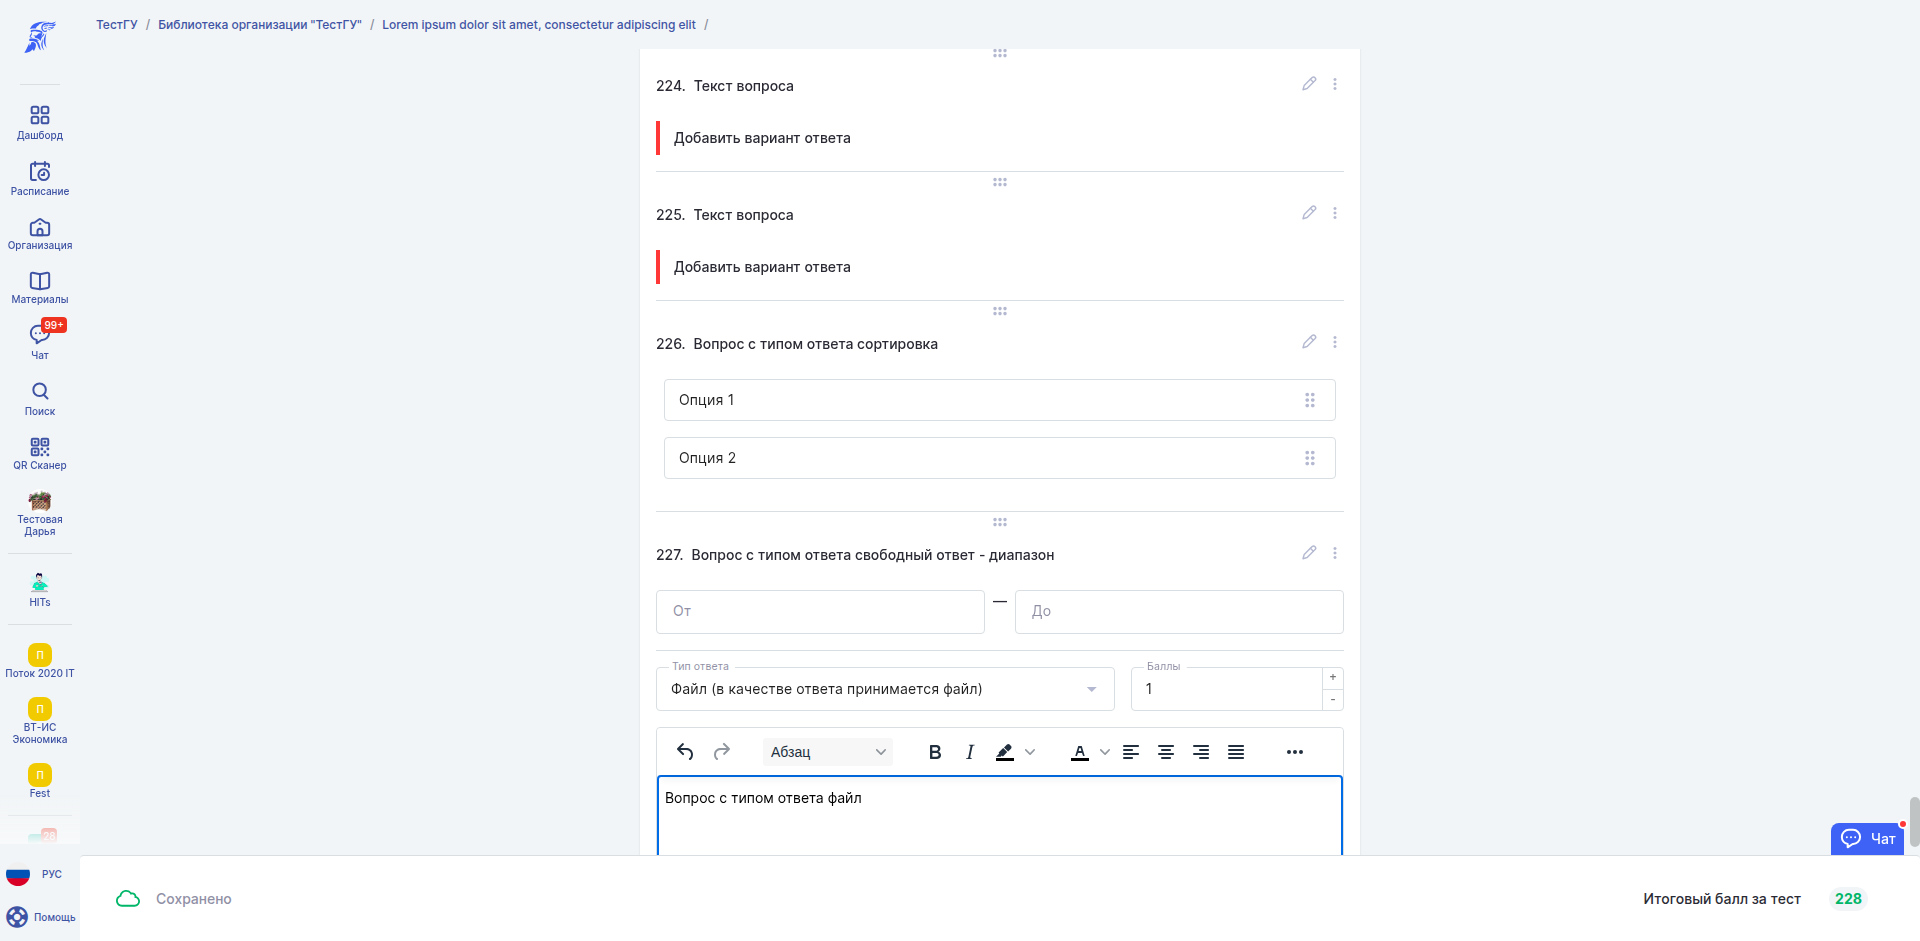 ТестГУ / Библиотека организации "ТестГУ" / Lorem ipsum dolor sit amet, consectetur adipiscing elit /
Дашборд
Расписание
Организация
Материалы
99+
Чат
Поиск
QR Сканер
Тестовая
Дарья
HITs
П
Поток 2020 IT
П
ВТ-ИС
Экономика
П
Fest
28
РУС
Помощь
224. Текст вопроса
Добавить вариант ответа
225. Текст вопроса
Добавить вариант ответа
226. Вопрос с типом ответа сортировка
Опция 1
Опция 2
227. Вопрос с типом ответа свободный ответ - диапазон
От — До
Тип ответа
Файл (в качестве ответа принимается файл)
Баллы
1
+
-
Абзац B I A
Вопрос с типом ответа файл
Чат
Сохранено
Итоговый балл за тест 228